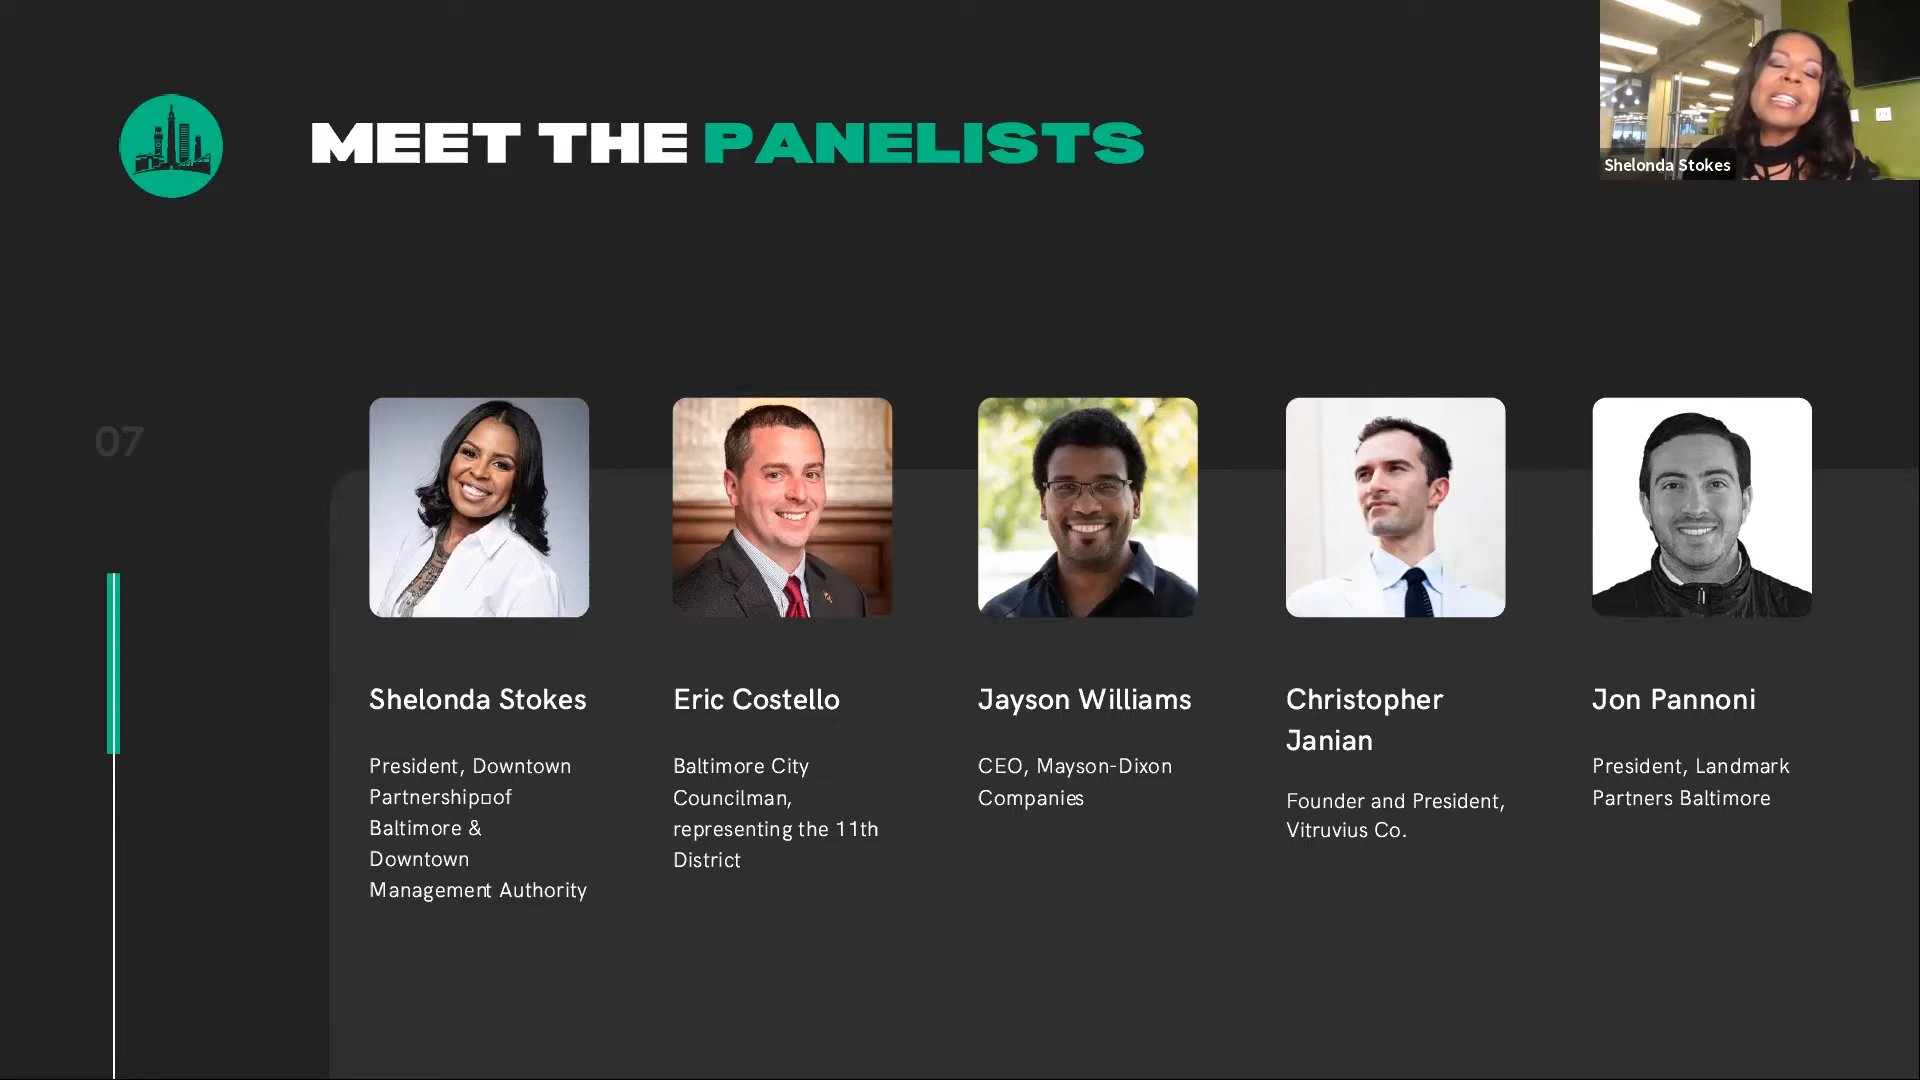 MEET THE PANELISTS
Shelonda Stokes
07
Shelonda Stokes
President, Downtown
Partnership□of
Baltimore &
Downtown
Management Authority
Eric Costello
Baltimore City
Councilman,
representing the 11th
District
Jayson Williams
CEO, Mayson-Dixon
Companies
Christopher
Janian
Founder and President,
Vitruvius Co.
Jon Pannoni
President, Landmark
Partners Baltimore